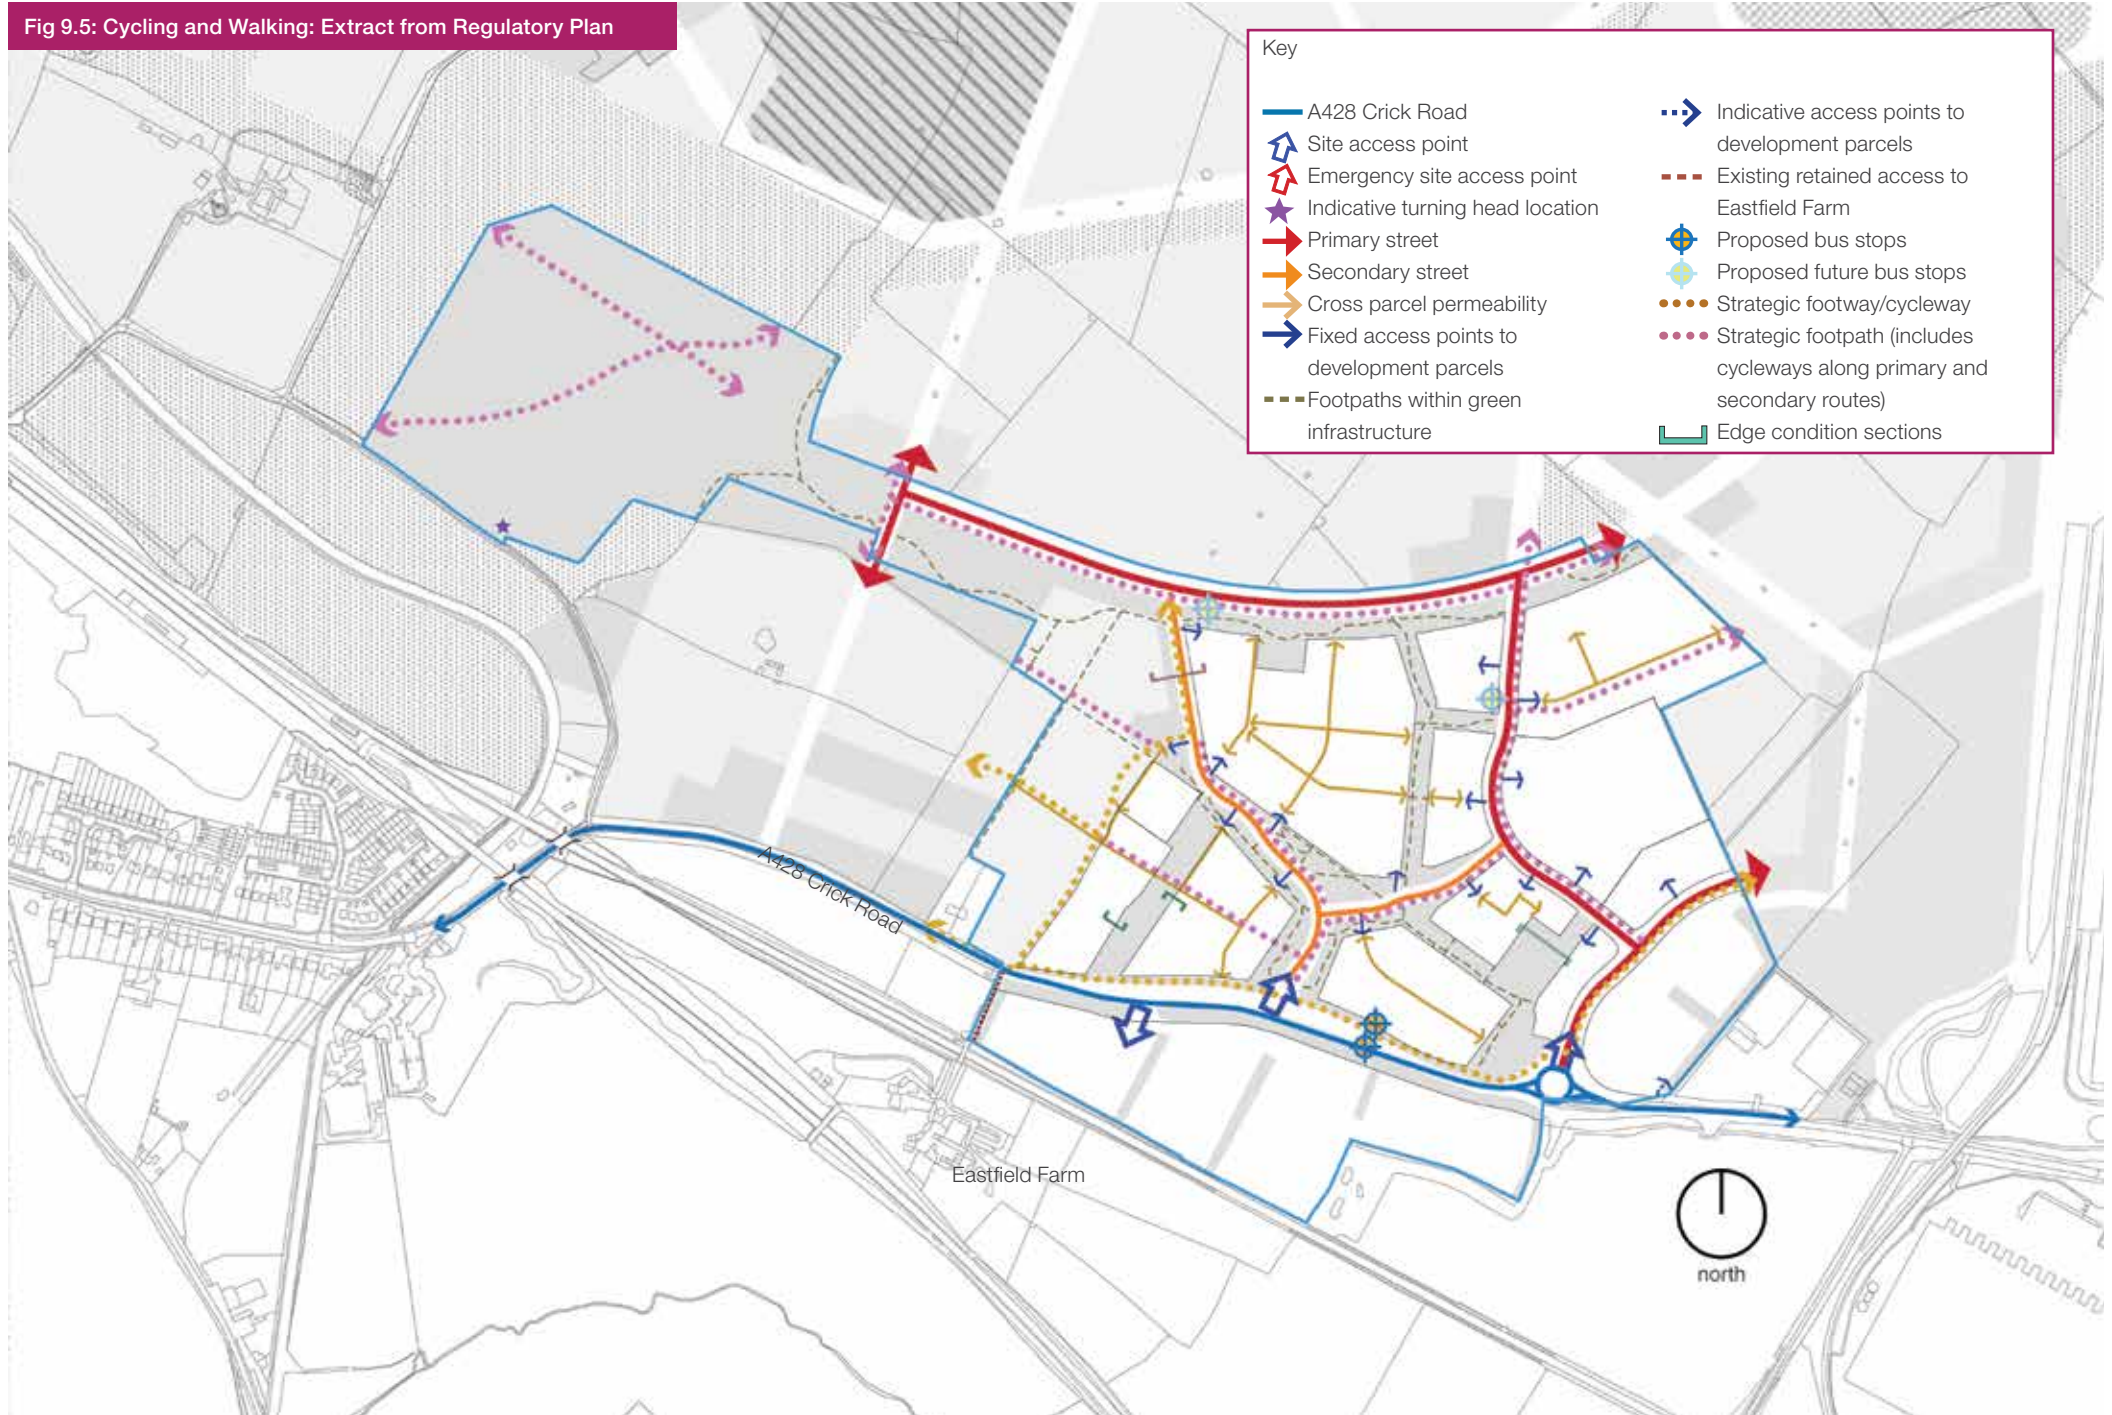 Fig 9.5: Cycling and Walking: Extract from Regulatory Plan
Key
A428 Crick Road
Site access point
Emergency site access point
Indicative turning head location
Primary street
Secondary street
Cross parcel permeability
Fixed access points to
development parcels
Footpaths within green
infrastructure
Indicative access points to
development parcels
Existing retained access to
Eastfield Farm
Proposed bus stops
Proposed future bus stops
Strategic footway/cycleway
Strategic footpath (includes
cycleways along primary and
secondary routes)
Edge condition sections
A428 Crick Road
Eastfield Farm
north